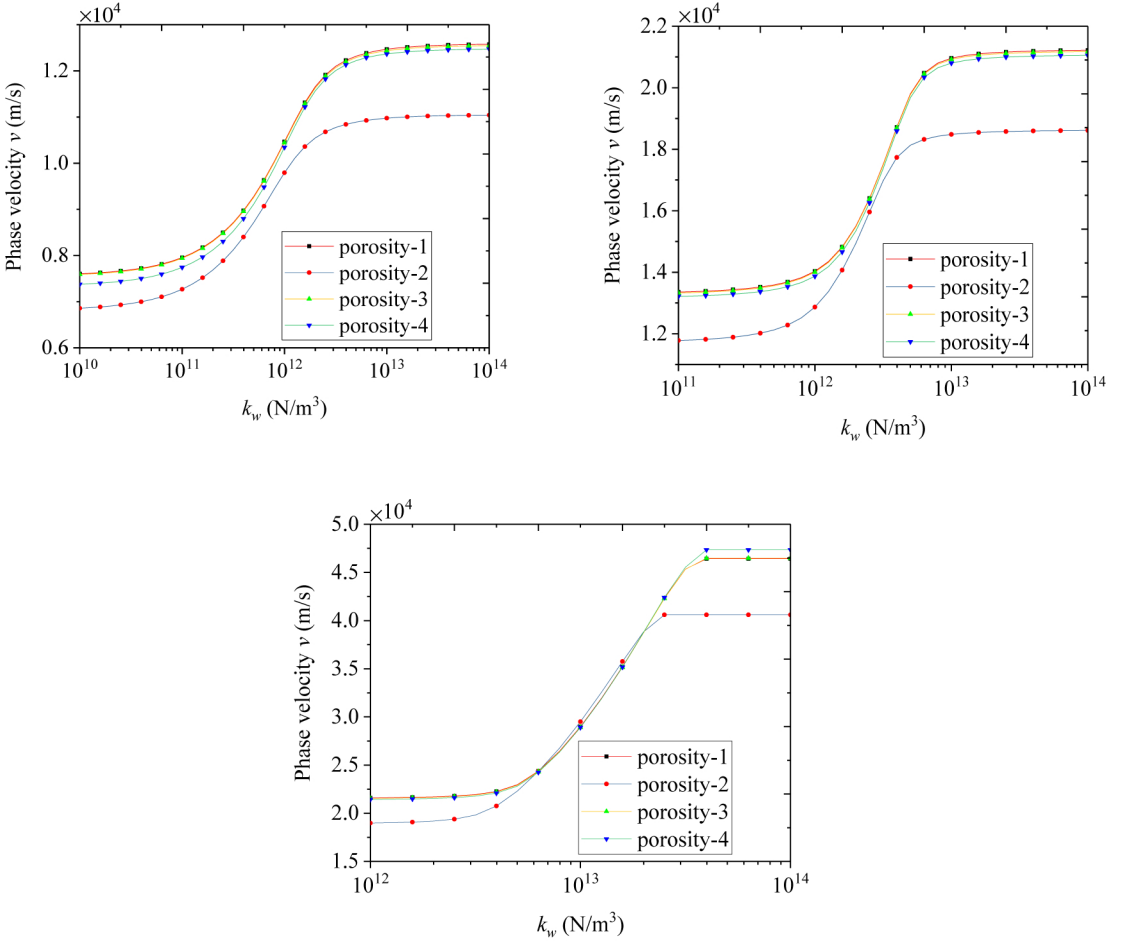 ×10⁴
1.2
1.0
0.8
0.6
Phase velocity v (m/s)
porosity-1
porosity-2
porosity-3
porosity-4
10¹⁰ 10¹¹ 10¹² 10¹³ 10¹⁴
k_w (N/m³)
×10⁴
2.2
2.0
1.8
1.6
1.4
1.2
Phase velocity v (m/s)
porosity-1
porosity-2
porosity-3
porosity-4
10¹¹ 10¹² 10¹³ 10¹⁴
k_w (N/m³)
×10⁴
5.0
4.5
4.0
3.5
3.0
2.5
2.0
1.5
Phase velocity v (m/s)
porosity-1
porosity-2
porosity-3
porosity-4
10¹² 10¹³ 10¹⁴
k_w (N/m³)